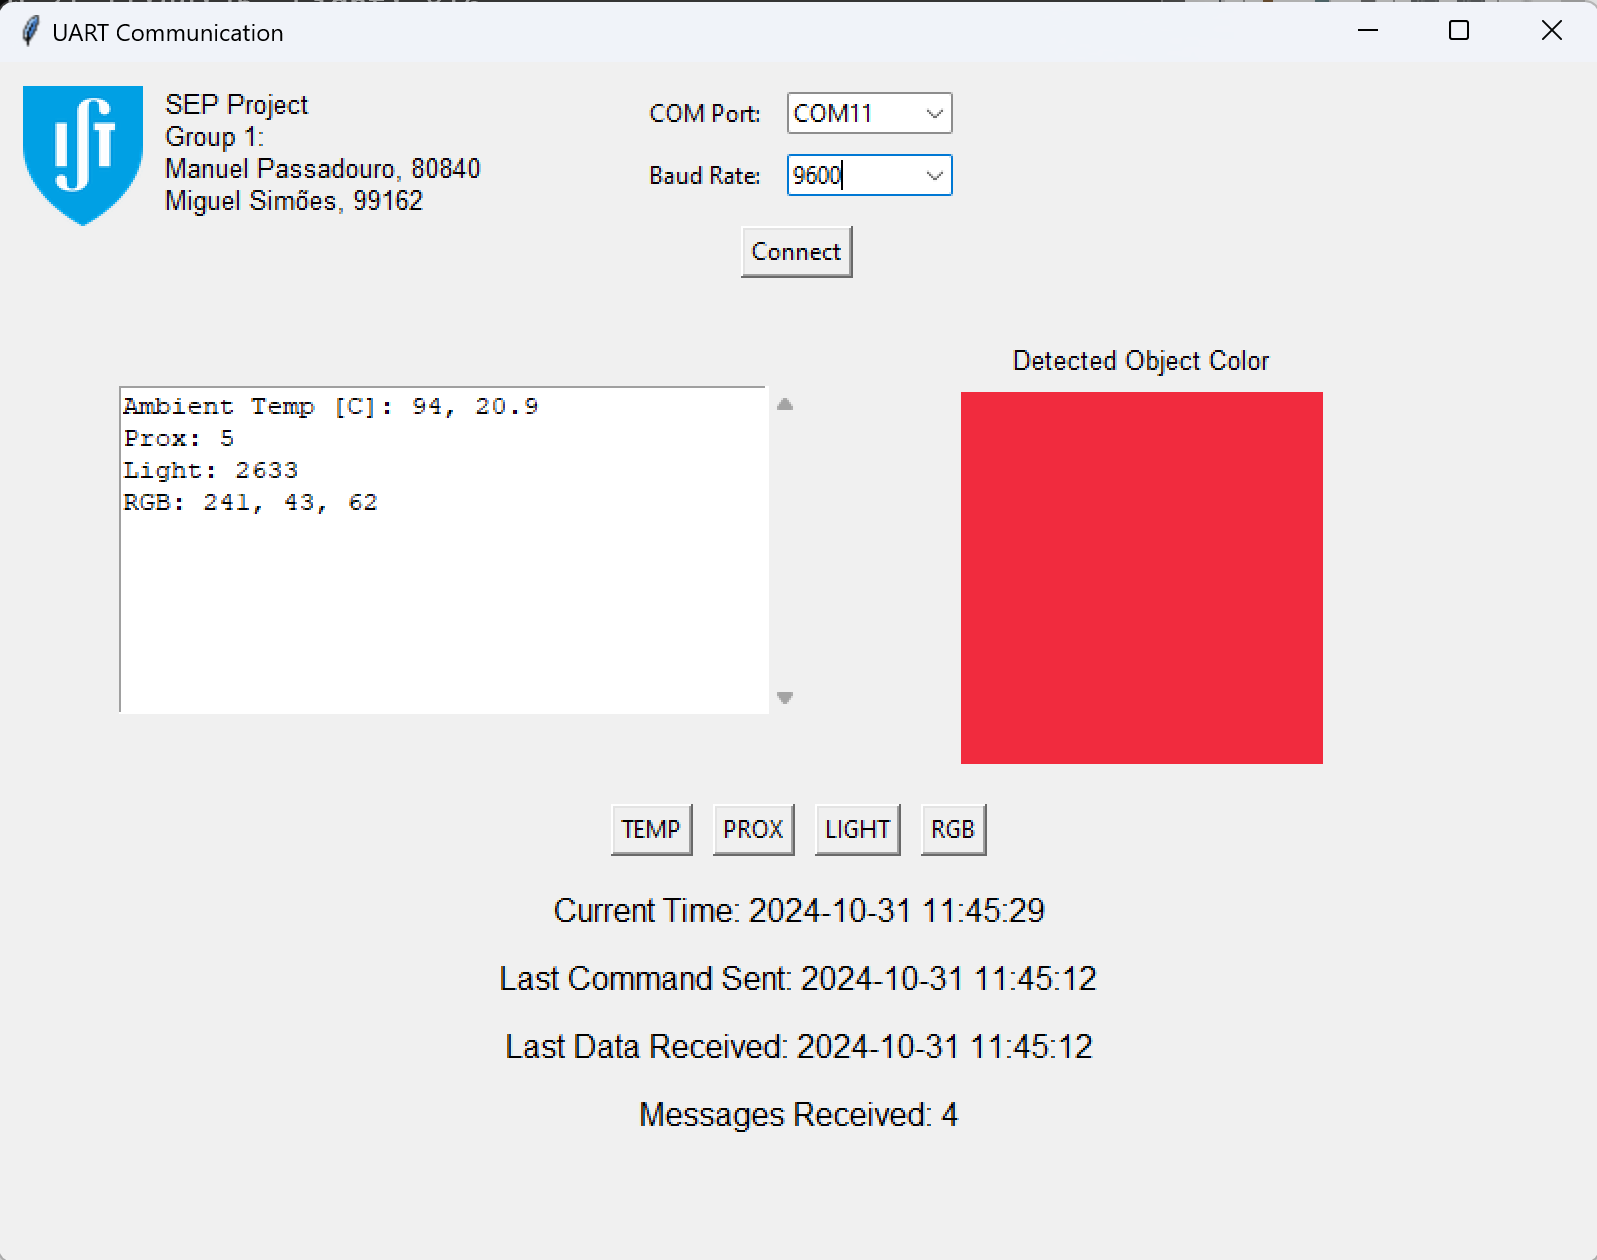 UART Communication
IST
SEP Project
Group 1:
Manuel Passadouro, 80840
Miguel Simões, 99162
COM Port: COM11
Baud Rate: 9600
Connect
Detected Object Color
Ambient Temp [C]: 94, 20.9
Prox: 5
Light: 2633
RGB: 241, 43, 62
TEMP PROX LIGHT RGB
Current Time: 2024-10-31 11:45:29
Last Command Sent: 2024-10-31 11:45:12
Last Data Received: 2024-10-31 11:45:12
Messages Received: 4